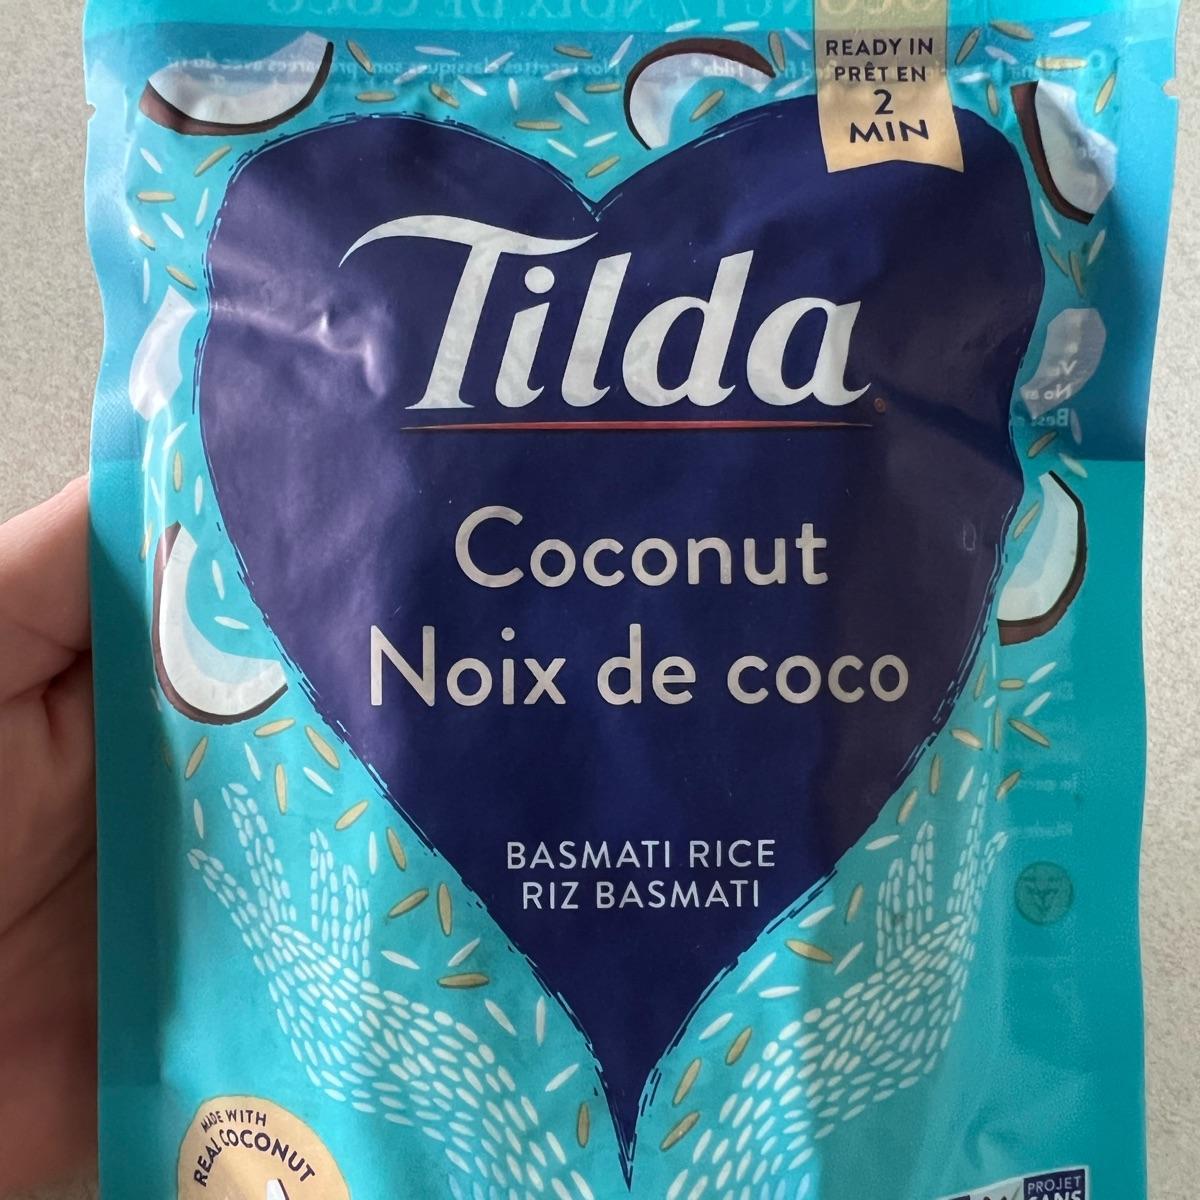 READY IN
PRÊT EN
2
MIN
Tilda
Coconut
Noix de coco
BASMATI RICE
RIZ BASMATI
MADE WITH
REAL COCONUT
PROJET